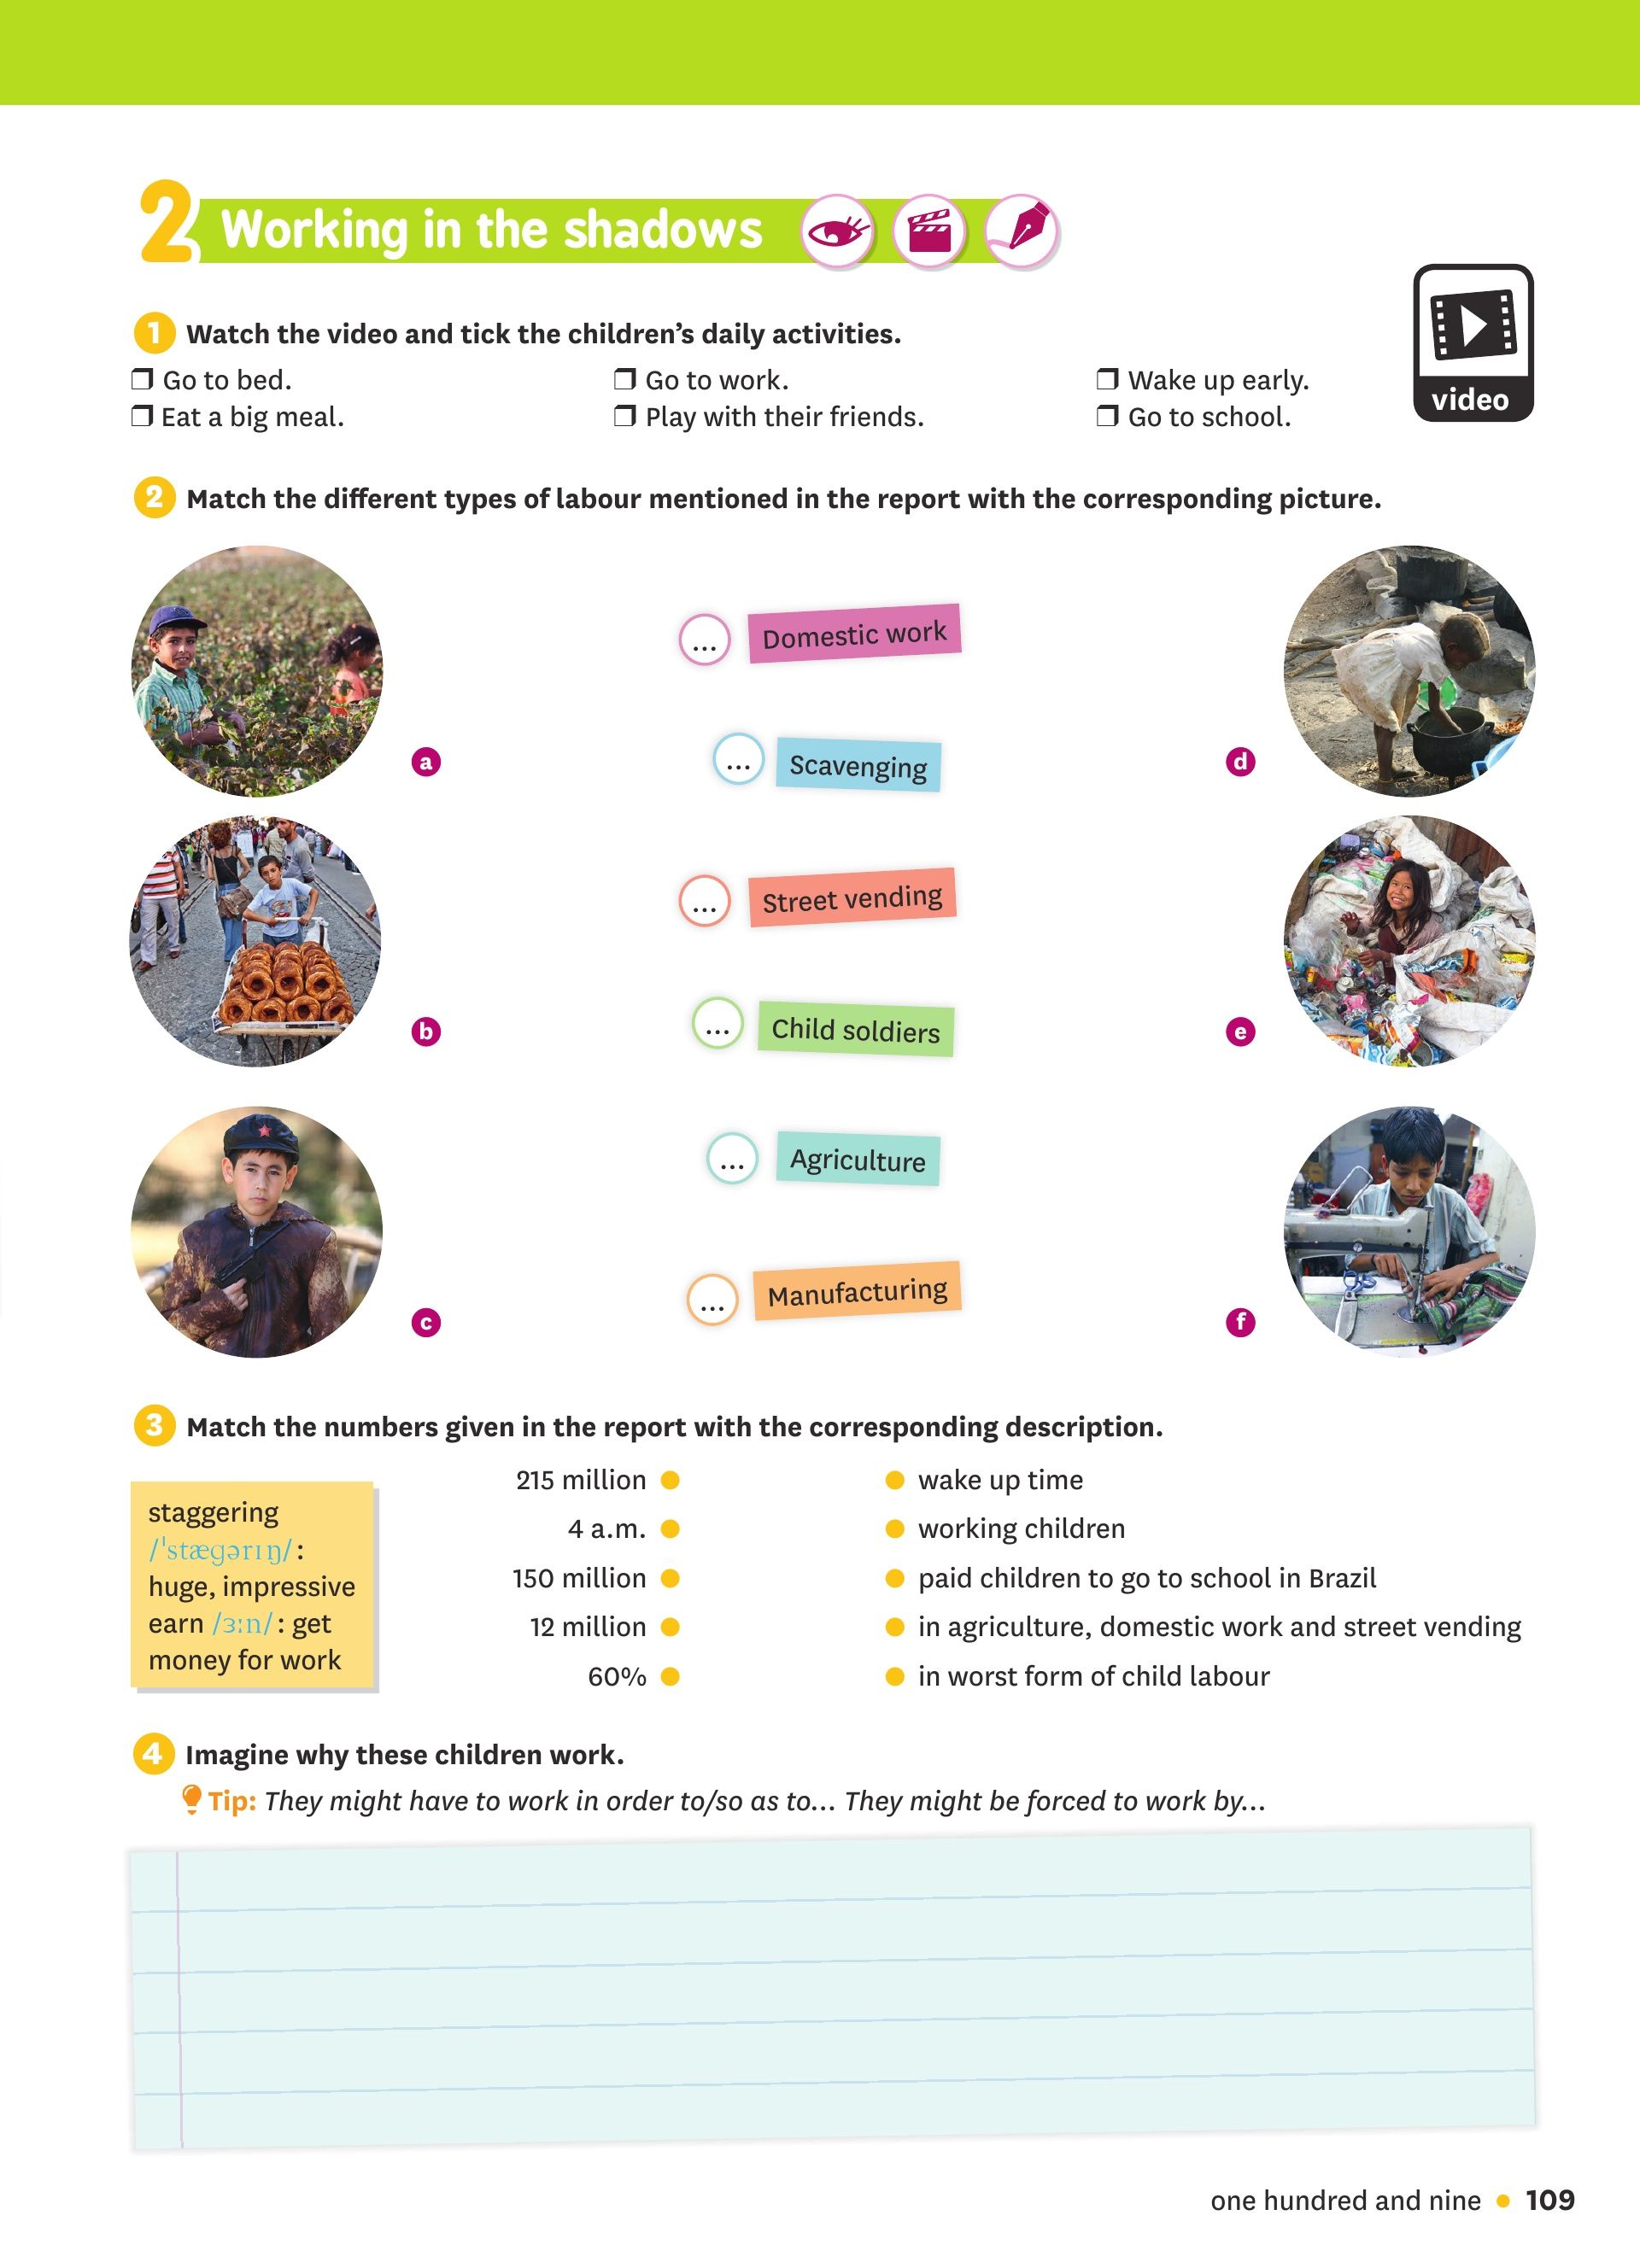 2 Working in the shadows
1 Watch the video and tick the children's daily activities.
❒ Go to bed.
❒ Go to work.
❒ Wake up early.
❒ Eat a big meal.
❒ Play with their friends.
❒ Go to school.
video
2 Match the different types of labour mentioned in the report with the corresponding picture.
... Domestic work
a
... Scavenging
d
... Street vending
b
... Child soldiers
e
... Agriculture
c
... Manufacturing
f
3 Match the numbers given in the report with the corresponding description.
staggering
/ˈstæɡərɪŋ/ :
huge, impressive
earn /ɜːn/ : get
money for work
215 million
4 a.m.
150 million
12 million
60%
wake up time
working children
paid children to go to school in Brazil
in agriculture, domestic work and street vending
in worst form of child labour
4 Imagine why these children work.
Tip: They might have to work in order to/so as to... They might be forced to work by...
one hundred and nine • 109